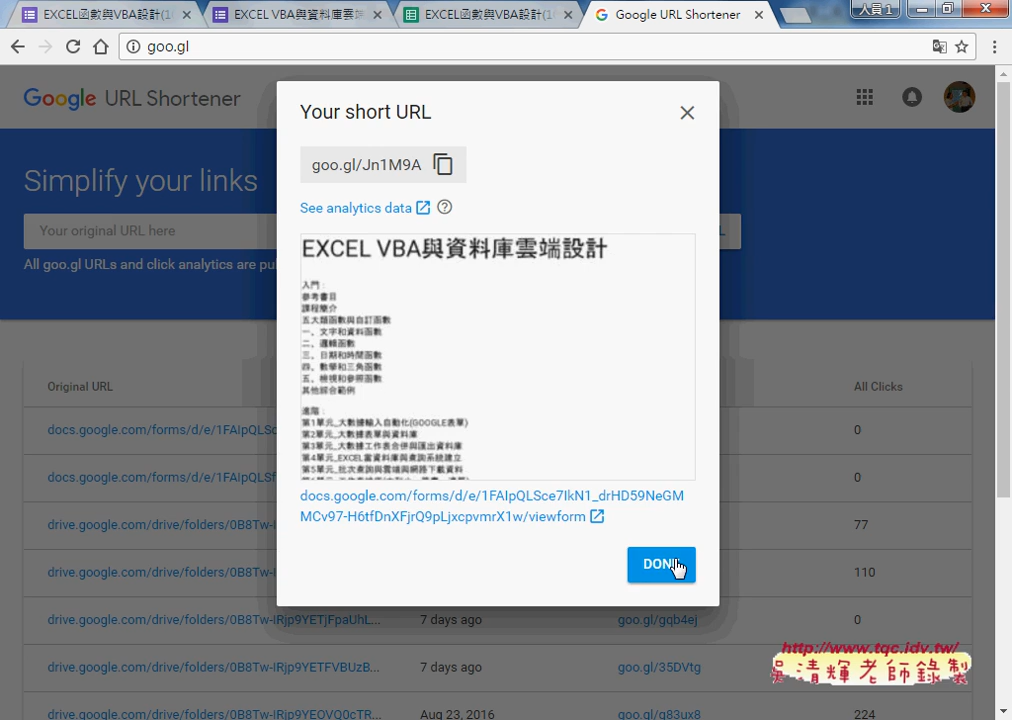 EXCEL函數與VBA設計(1
EXCEL VBA與資料庫雲端
EXCEL函數與VBA設計(1
Google URL Shortener
人員 1
goo.gl
Google URL Shortener
Your short URL
goo.gl/Jn1M9A
Simplify your links
See analytics data
Your original URL here
All goo.gl URLs and click analytics are pu
EXCEL VBA與資料庫雲端設計
入門：
參考書目
課程簡介
五大類函數與自訂函數
一、文字和資料函數
二、邏輯函數
三、日期和時間函數
四、數學和三角函數
五、檢視和參照函數
其他綜合範例
進階：
第1單元_大數據輸入自動化(GOOGLE表單)
第2單元_大數據表單與資料庫
第3單元_大數據工作表合併與匯出資料庫
第4單元_EXCEL當資料庫與查詢系統建立
第5單元_批次查詢與雲端與網路下載資料
docs.google.com/forms/d/e/1FAIpQLSce7IkN1_drHD59NeGM
MCv97-H6tfDnXFjrQ9pLjxcpvmrX1w/viewform
DONE
Original URL
All Clicks
docs.google.com/forms/d/e/1FAIpQLSc
0
docs.google.com/forms/d/e/1FAIpQLSf
0
drive.google.com/drive/folders/0B8Tw-I
77
drive.google.com/drive/folders/0B8Tw-I
110
drive.google.com/drive/folders/0B8Tw-IRjp9YETjFpaUhL...
7 days ago
goo.gl/gqb4ej
0
drive.google.com/drive/folders/0B8Tw-IRjp9YETFVBUzB...
7 days ago
goo.gl/35DVtg
drive.google.com/drive/folders/0B8Tw-IRjp9YEOVQ0cTR...
Aug 23, 2016
goo.gl/g83ux8
224
http://www.tqc.idv.tw/
吳清輝老師錄製